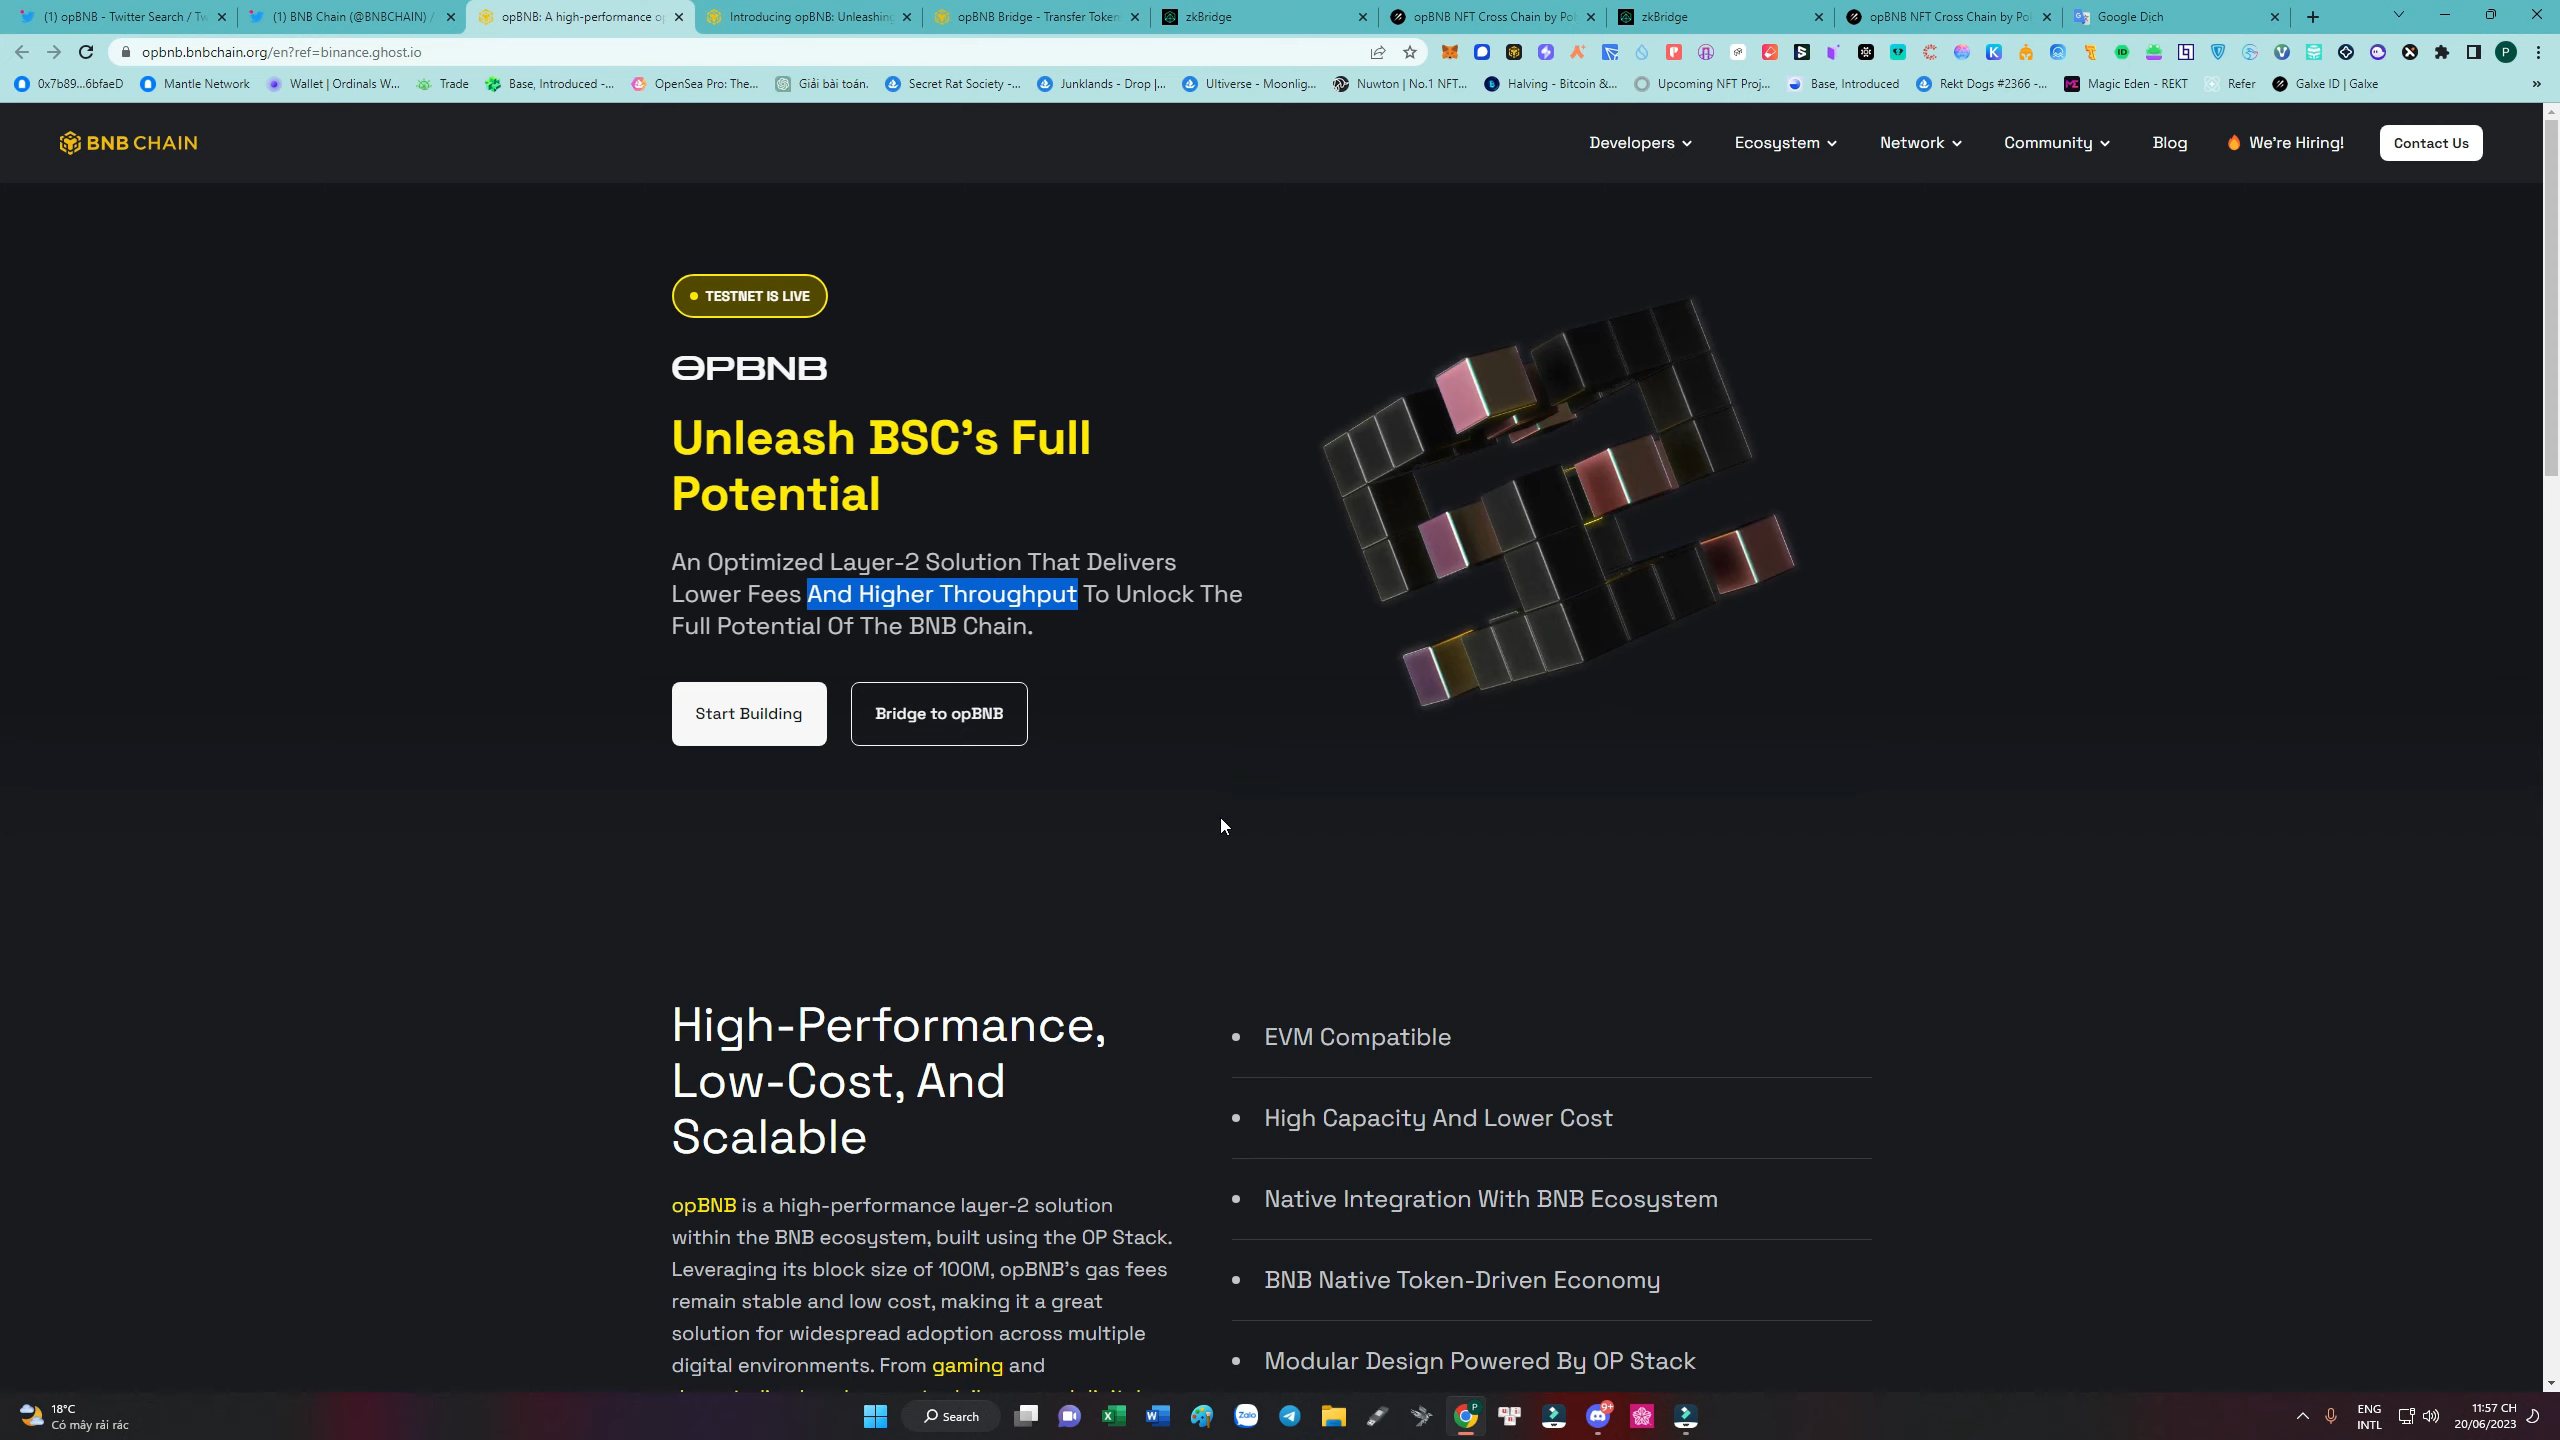 (1) opBNB - Twitter Search / Tw
(1) BNB Chain (@BNBCHAIN) /
opBNB: A high-performance op
Introducing opBNB: Unleashing
opBNB Bridge - Transfer Token
zkBridge
opBNB NFT Cross Chain by Pol
zkBridge
opBNB NFT Cross Chain by Pol
Google Dịch
opbnb.bnbchain.org/en?ref=binance.ghost.io
0x7b89...6bfaeD
Mantle Network
Wallet | Ordinals W...
Trade
Base, Introduced -...
OpenSea Pro: The...
Giải bài toán.
Secret Rat Society -...
Junklands - Drop |...
Ultiverse - Moonlig...
Nuwton | No.1 NFT...
Halving - Bitcoin &...
Upcoming NFT Proj...
Base, Introduced
Rekt Dogs #2366 -...
Magic Eden - REKT
Refer
Galxe ID | Galxe
BNB CHAIN
Developers
Ecosystem
Network
Community
Blog
We're Hiring!
Contact Us
TESTNET IS LIVE
OPBNB
Unleash BSC's Full
Potential
An Optimized Layer-2 Solution That Delivers
Lower Fees And Higher Throughput To Unlock The
Full Potential Of The BNB Chain.
Start Building
Bridge to opBNB
High-Performance,
Low-Cost, And
Scalable
opBNB is a high-performance layer-2 solution
within the BNB ecosystem, built using the OP Stack.
Leveraging its block size of 100M, opBNB's gas fees
remain stable and low cost, making it a great
solution for widespread adoption across multiple
digital environments. From gaming and
EVM Compatible
High Capacity And Lower Cost
Native Integration With BNB Ecosystem
BNB Native Token-Driven Economy
Modular Design Powered By OP Stack
18°C
Có mây rải rác
Search
Zalo
9+
ENG
INTL
11:57 CH
20/06/2023